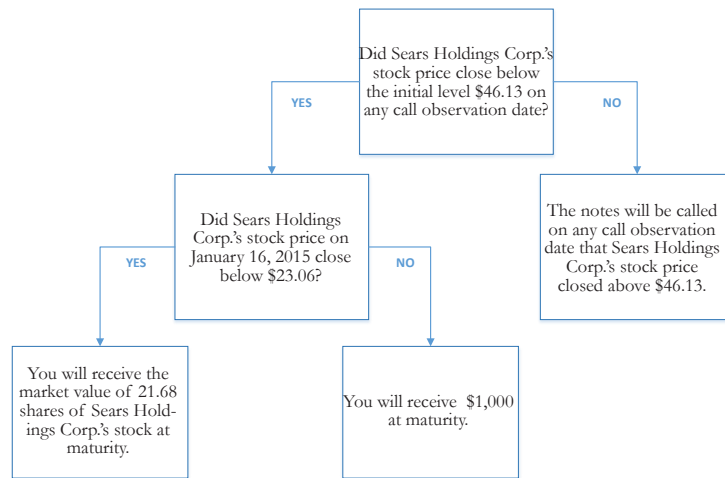 Did Sears Holdings Corp.'s
stock price close below
the initial level $46.13 on
any call observation date?
YES
NO
Did Sears Holdings
Corp.'s stock price on
January 16, 2015 close
below $23.06?
The notes will be called
on any call observation
date that Sears Holdings
Corp.'s stock price
closed above $46.13.
YES
NO
You will receive the
market value of 21.68
shares of Sears Hold-
ings Corp.'s stock at
maturity.
You will receive $1,000
at maturity.